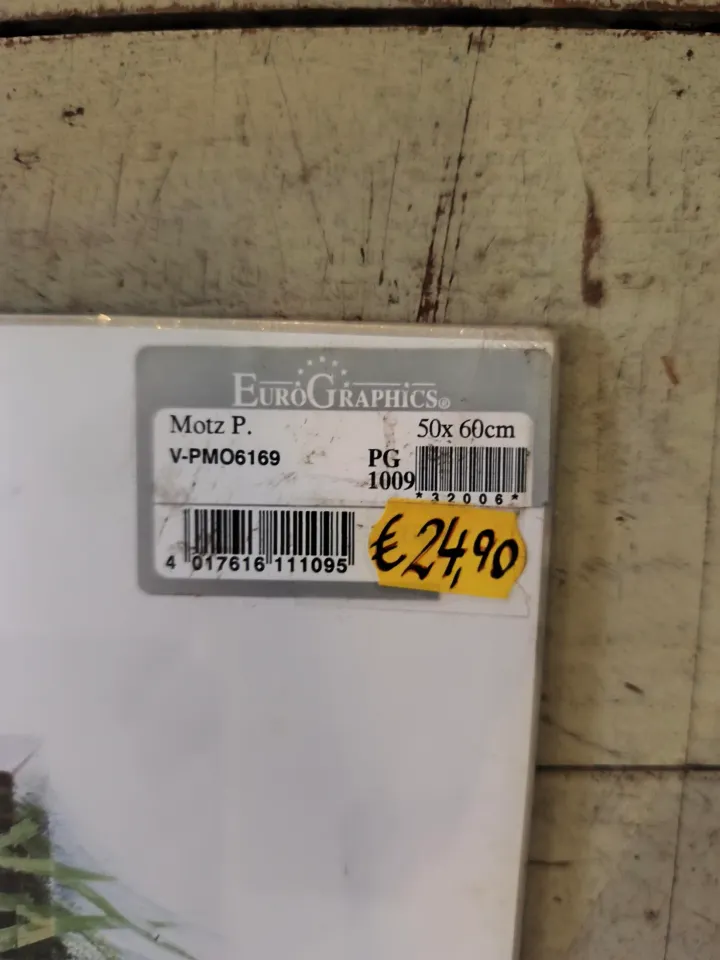 EUROGRAPHICS®
Motz P.
50x 60cm
V-PMO6169
PG
1009
*32006*
4 017616 111095
€ 24,90